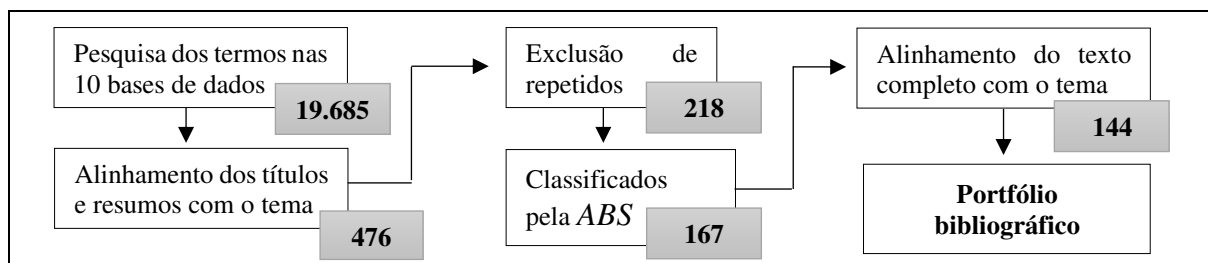 Pesquisa dos termos nas
10 bases de dados
19.685
Alinhamento dos títulos
e resumos com o tema
476
Exclusão de
repetidos
218
Classificados
pela ABS
167
Alinhamento do texto
completo com o tema
144
Portfólio
bibliográfico